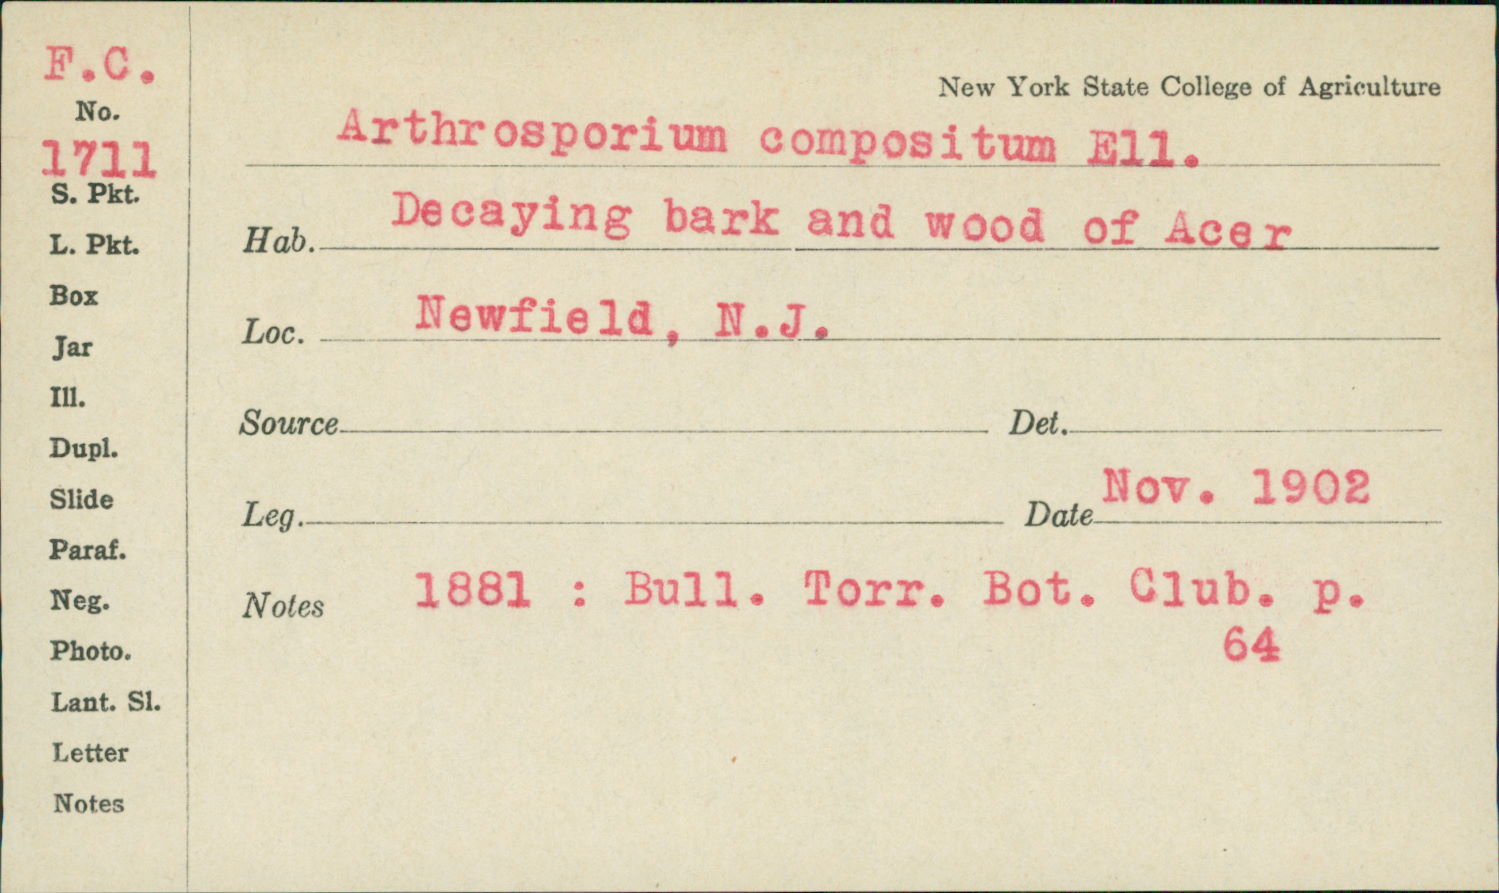 F.C.
No.
1711
S. Pkt.
L. Pkt.
Box
Jar
Ill.
Dupl.
Slide
Paraf.
Neg.
Photo.
Lant. Sl.
Letter
Notes
New York State College of Agriculture
Arthrosporium compositum Ell.
Hab. Decaying bark and wood of Acer
Loc. Newfield, N.J.
Source Det.
Leg. Date Nov. 1902
Notes 1881 : Bull. Torr. Bot. Club. p.
64